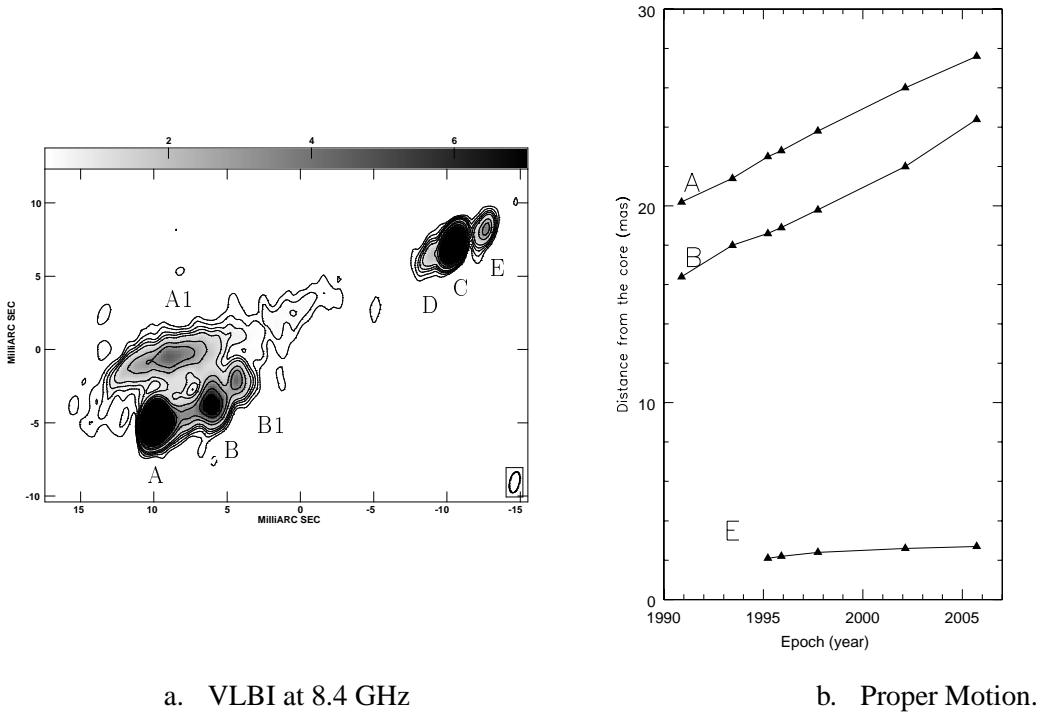 2 4 6
10
5
0
-5
-10
MilliARC SEC
15 10 5 0 -5 -10 -15
MilliARC SEC
A1
D
C
E
B1
B
A
a. VLBI at 8.4 GHz
30
20
10
0
Distance from the core (mas)
A
B
E
1990 1995 2000 2005
Epoch (year)
b. Proper Motion.